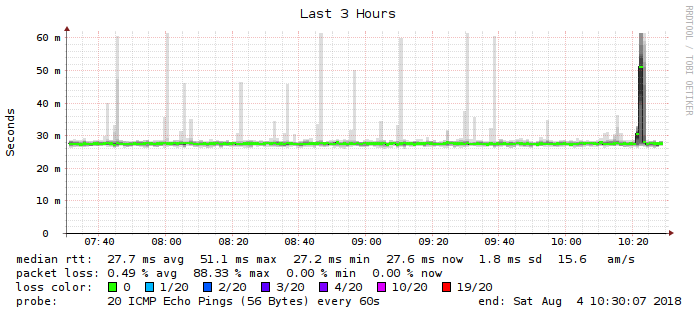 Last 3 Hours
RRDTOOL / TOBI OETIKER
Seconds
60 m
50 m
40 m
30 m
20 m
10 m
0
07:40 08:00 08:20 08:40 09:00 09:20 09:40 10:00 10:20
median rtt: 27.7 ms avg 51.1 ms max 27.2 ms min 27.6 ms now 1.8 ms sd 15.6 am/s
packet loss: 0.49 % avg 88.33 % max 0.00 % min 0.00 % now
loss color: 0 1/20 2/20 3/20 4/20 10/20 19/20
probe: 20 ICMP Echo Pings (56 Bytes) every 60s end: Sat Aug 4 10:30:07 2018